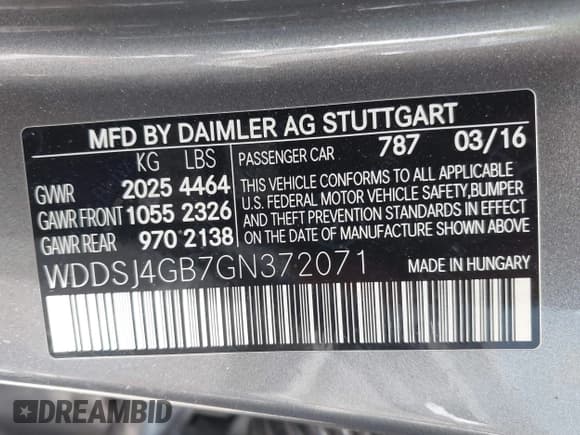 MFD BY DAIMLER AG STUTTGART
KG LBS PASSENGER CAR 787 03/16
GVWR 2025 4464
GAWR FRONT 1055 2326
GAWR REAR 970 2138
THIS VEHICLE CONFORMS TO ALL APPLICABLE
U.S. FEDERAL MOTOR VEHICLE SAFETY, BUMPER
AND THEFT PREVENTION STANDARDS IN
EFFECT ON THE DATE OF MANUFACTURE SHOWN ABOVE
WDDSJ4GB7GN372071 MADE IN HUNGARY
DREAMBID